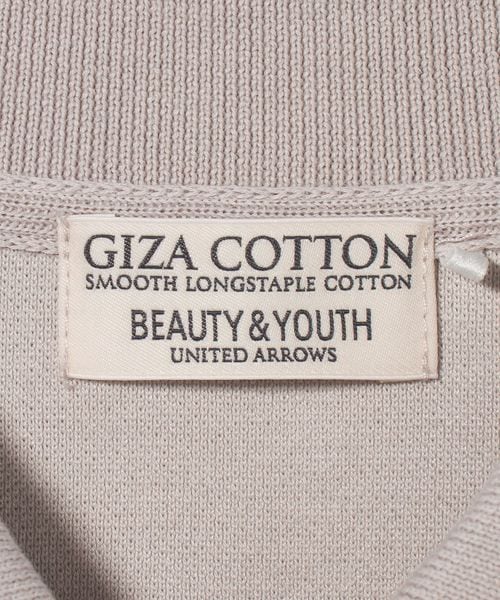 GIZA COTTON
SMOOTH LONGSTAPLE COTTON
BEAUTY & YOUTH
UNITED ARROWS